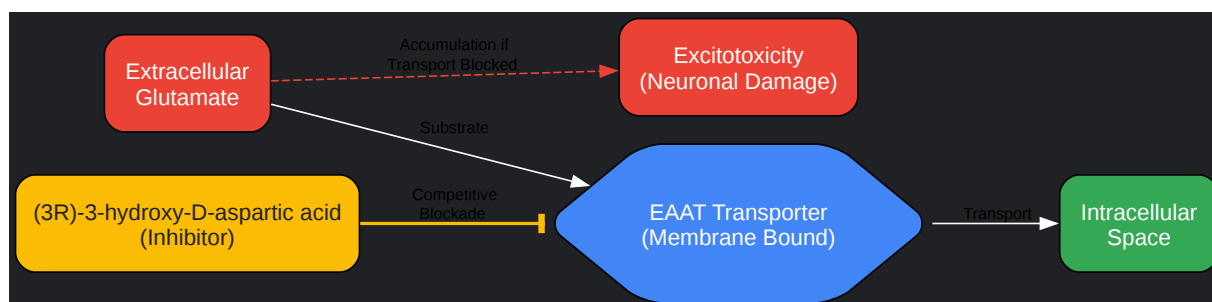 Extracellular
Glutamate
Accumulation if
Transport Blocked
Excitotoxicity
(Neuronal Damage)
Substrate
(3R)-3-hydroxy-D-aspartic acid
(Inhibitor)
Competitive
Blockade
EAAT Transporter
(Membrane Bound)
Transport
Intracellular
Space